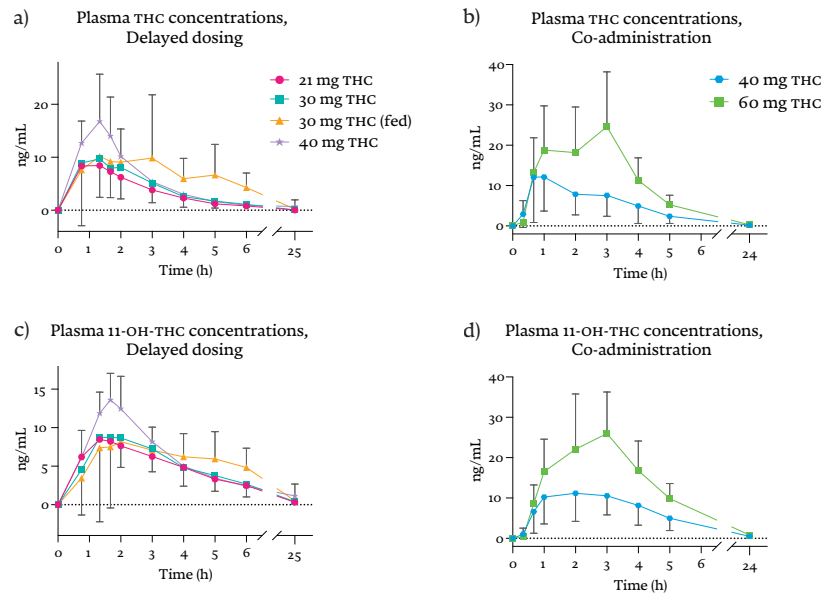 a)
Plasma THC concentrations,
Delayed dosing
21 mg THC
30 mg THC
30 mg THC (fed)
40 mg THC
20
10
0
ng/mL
0 1 2 3 4 5 6 25
Time (h)
b)
Plasma THC concentrations,
Co-administration
40 mg THC
60 mg THC
40
30
20
10
0
ng/mL
0 1 2 3 4 5 6 24
Time (h)
c)
Plasma 11-OH-THC concentrations,
Delayed dosing
15
10
5
0
ng/mL
0 1 2 3 4 5 6 25
Time (h)
d)
Plasma 11-OH-THC concentrations,
Co-administration
40
30
20
10
0
ng/mL
0 1 2 3 4 5 6 24
Time (h)